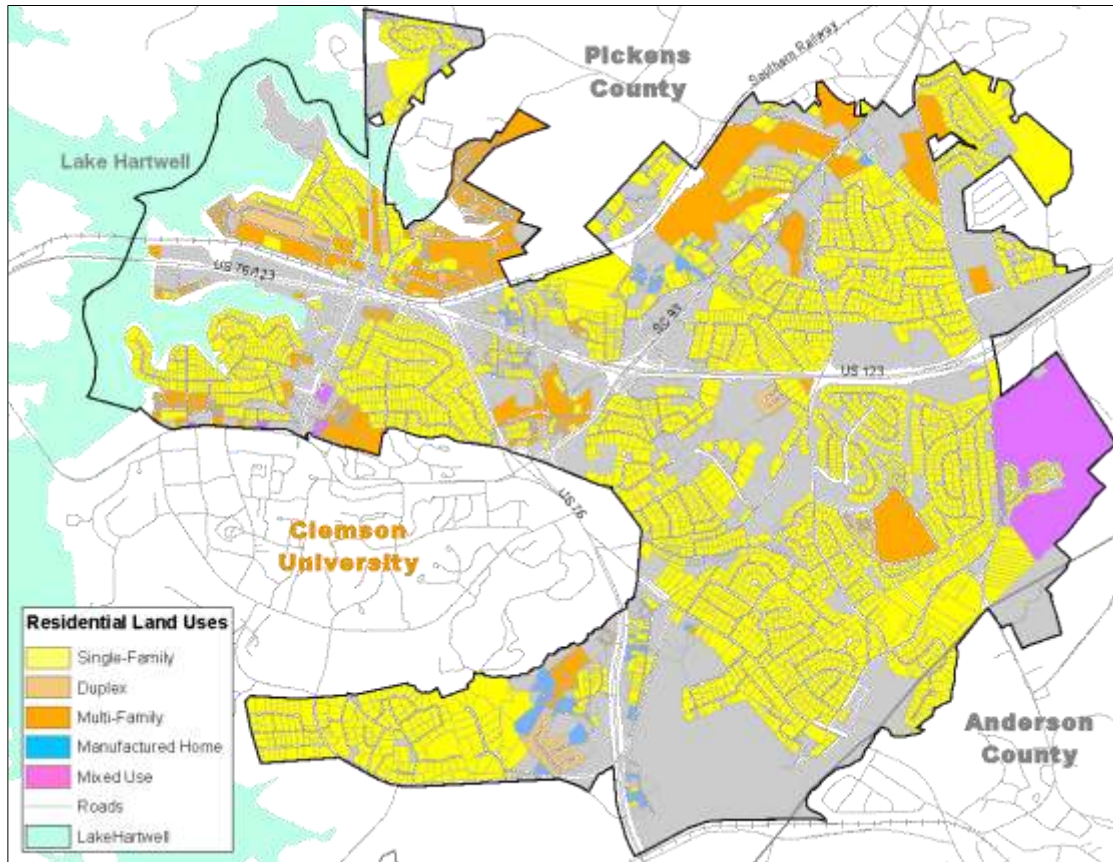 Pickens
County
Southern Railway
Lake Hartwell
US 76/123
SC 93
US 123
US 76
Clemson
University
Anderson
County
Residential Land Uses
Single-Family
Duplex
Multi-Family
Manufactured Home
Mixed Use
Roads
LakeHartwell